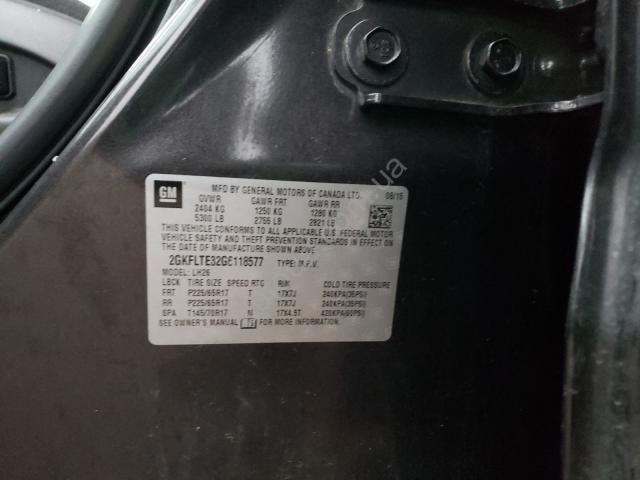 GM
MFD BY GENERAL MOTORS OF CANADA LTD. 08/15
GVWR GAWR FRT GAWR RR
2404 KG 1250 KG 1280 KG
5300 LB 2755 LB 2821 LB
THIS VEHICLE CONFORMS TO ALL APPLICABLE U.S. FEDERAL MOTOR
VEHICLE SAFETY AND THEFT PREVENTION STANDARDS IN EFFECT ON
THE DATE OF MANUFACTURE SHOWN ABOVE
2GKFLTE32G6118577 TYPE: M.P.V.
MODEL: LH26
LBCK TIRE SIZE SPEED RTG RIM COLD TIRE PRESSURE
FRT P225/65R17 T 17X7J 240KPA(35PSI)
RR P225/65R17 T 17X7J 240KPA(35PSI)
SPA T145/70R17 N 17X4.5T 420KPA(60PSI)
SEE OWNER'S MANUAL FOR MORE INFORMATION.